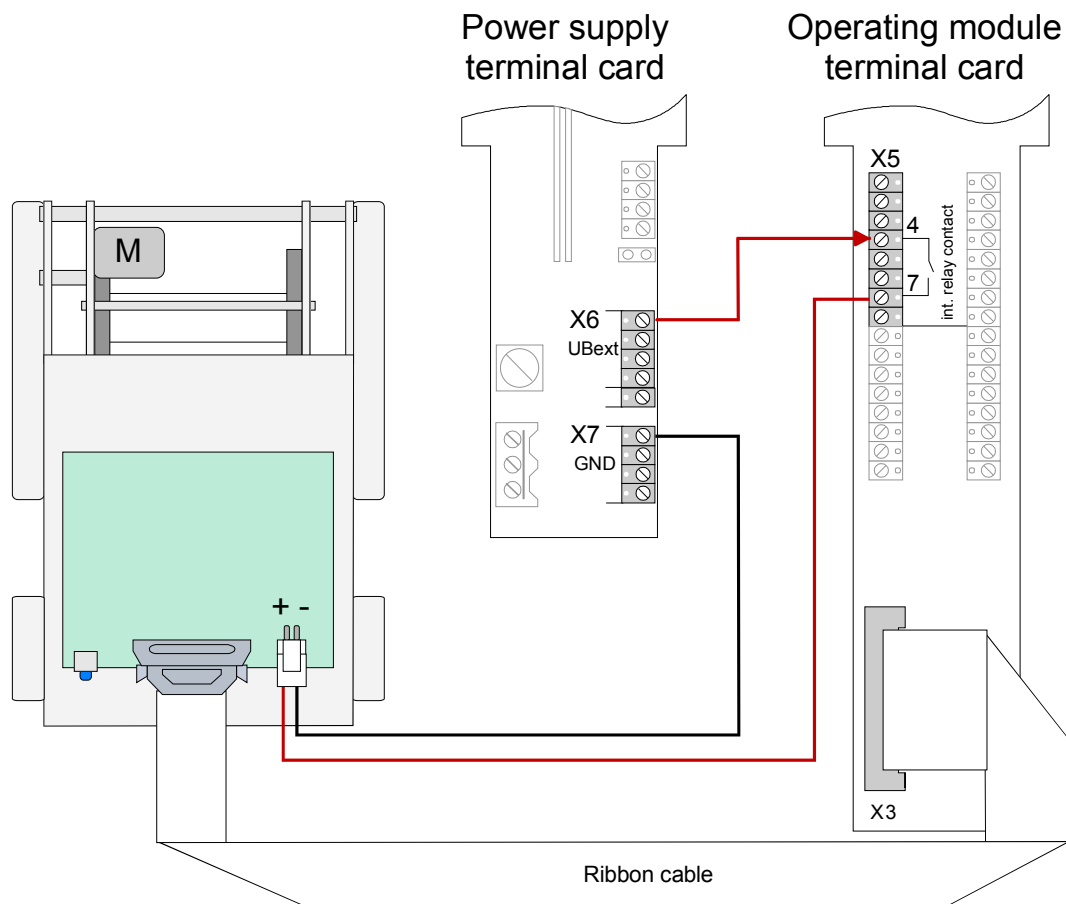 Power supply
terminal card
Operating module
terminal card
X5
4
7
int. relay contact
M
X6
UBext
X7
GND
+ -
X3
Ribbon cable